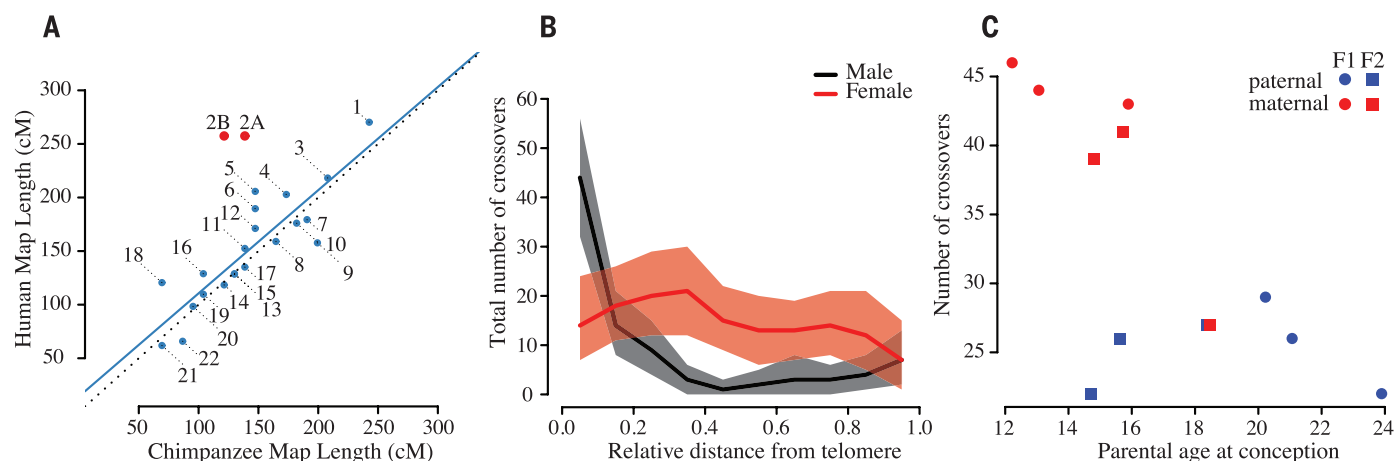 A
Human Map Length (cM)
300
250
200
150
100
50
2B 2A
1
3
4
5
6
12
11
16
18
7
10
9
8
17
15
13
14
19
20
22
21
50 100 150 200 250 300
Chimpanzee Map Length (cM)
B
Male
Female
Total number of crossovers
60
50
40
30
20
10
0
0.0 0.2 0.4 0.6 0.8 1.0
Relative distance from telomere
C
F1 F2
paternal
maternal
Number of crossovers
45
40
35
30
25
12 14 16 18 20 22 24
Parental age at conception